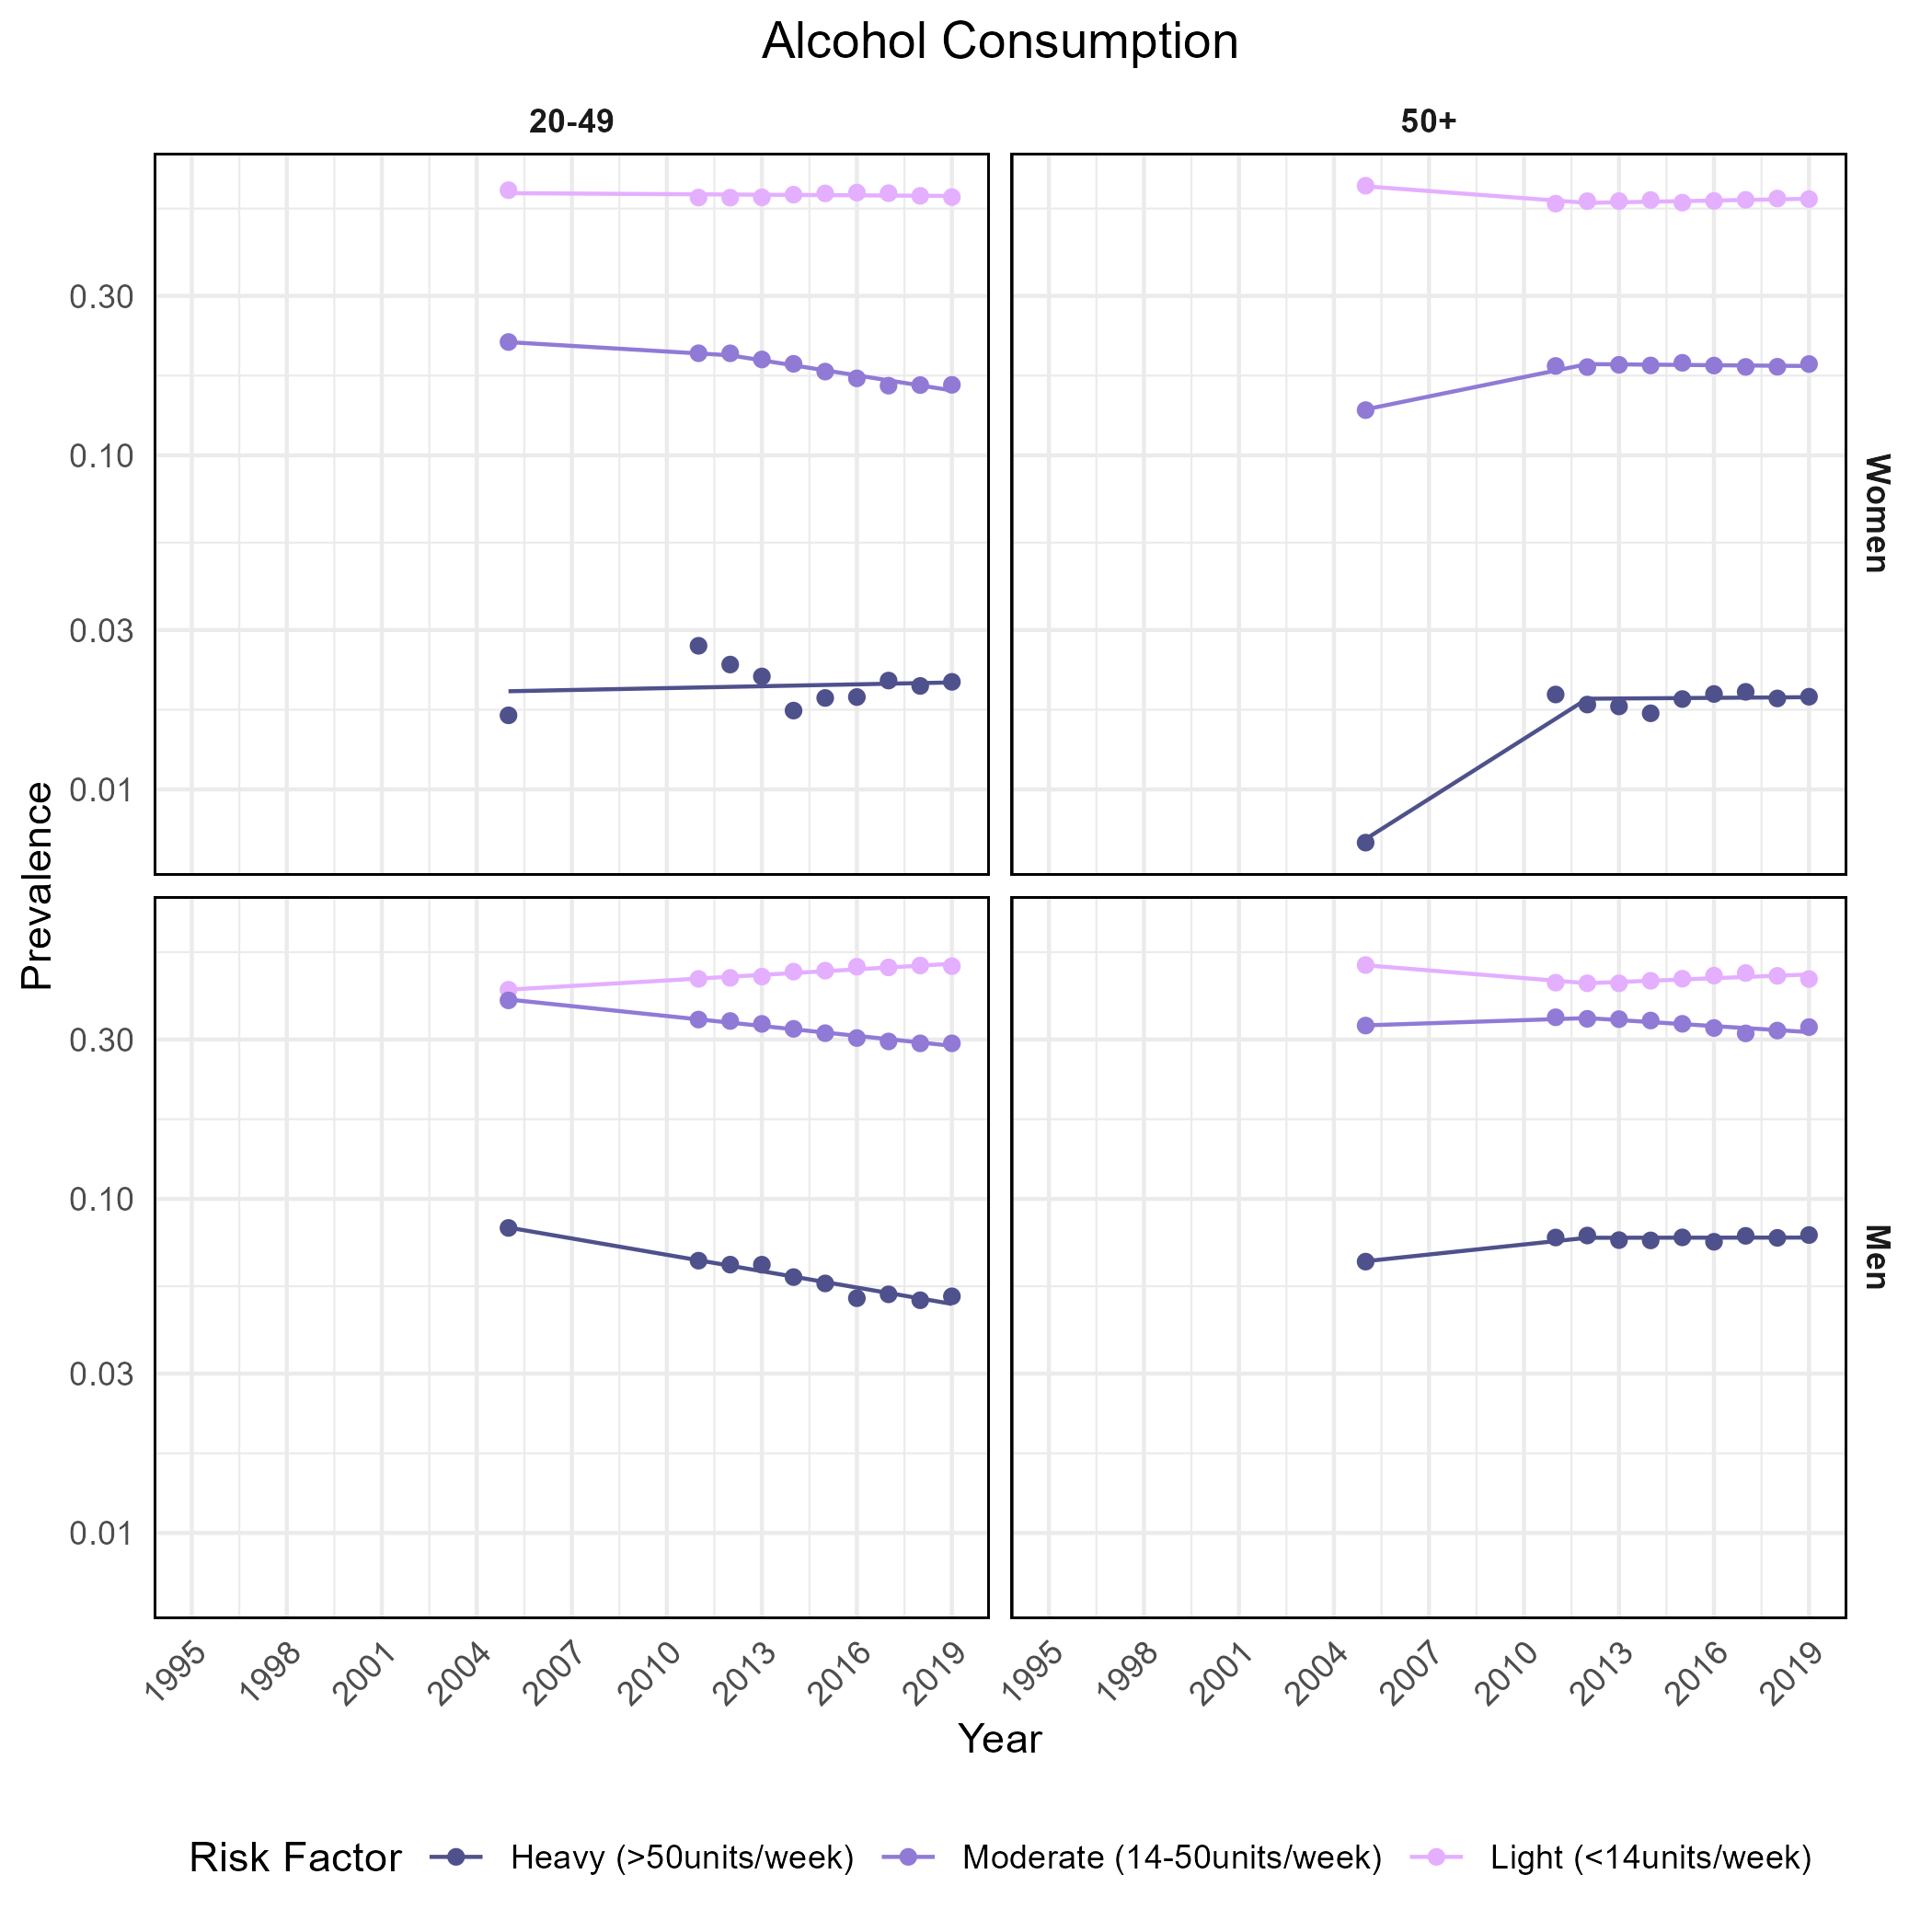 Alcohol Consumption
20-49
50+
0.30
0.10
0.03
0.01
Women
Prevalence
0.30
0.10
0.03
0.01
Men
1995 1998 2001 2004 2007 2010 2013 2016 2019
1995 1998 2001 2004 2007 2010 2013 2016 2019
Year
Risk Factor Heavy (>50units/week) Moderate (14-50units/week) Light (<14units/week)